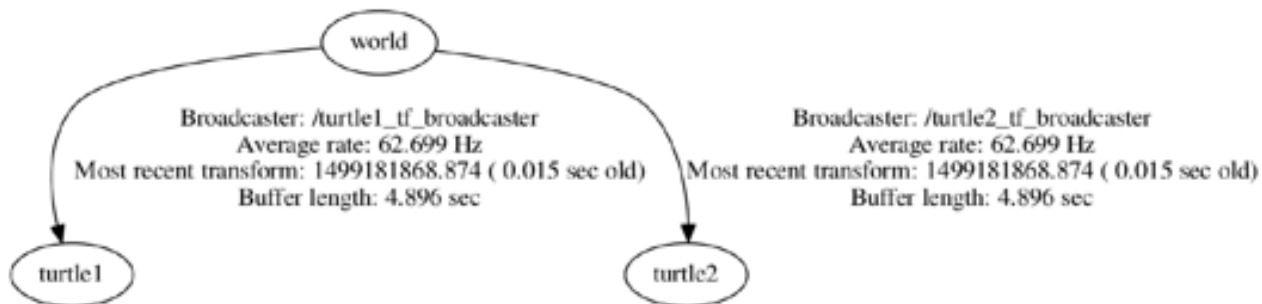 world
Broadcaster: /turtle1_tf_broadcaster
Average rate: 62.699 Hz
Most recent transform: 1499181868.874 ( 0.015 sec old)
Buffer length: 4.896 sec
Broadcaster: /turtle2_tf_broadcaster
Average rate: 62.699 Hz
Most recent transform: 1499181868.874 ( 0.015 sec old)
Buffer length: 4.896 sec
turtle1
turtle2